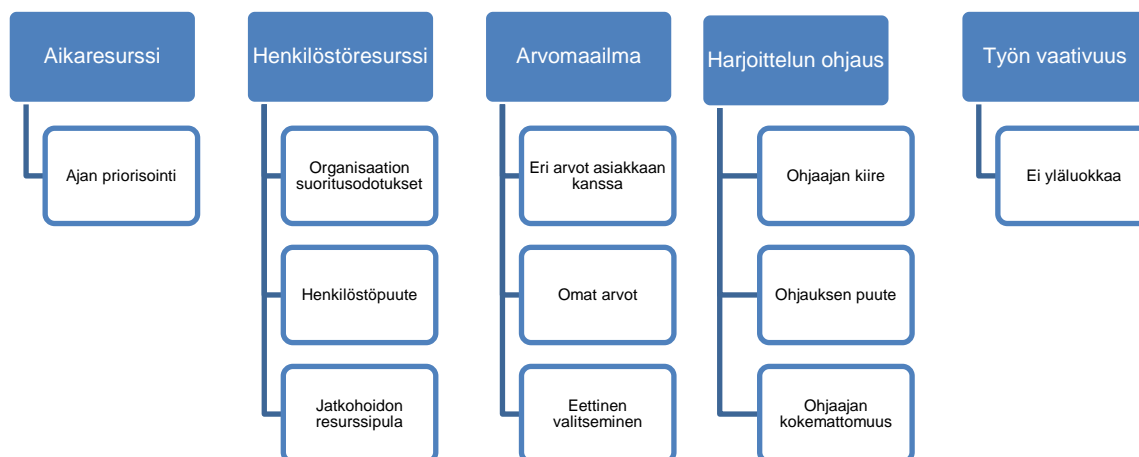 Aikaresurssi
Ajan priorisointi
Henkilöstöresurssi
Organisaation
suoritusodotukset
Henkilöstöpuute
Jatkohoidon
resurssipula
Arvomaailma
Eri arvot asiakkaan
kanssa
Omat arvot
Eettinen
valitseminen
Harjoittelun ohjaus
Ohjaajan kiire
Ohjauksen puute
Ohjaajan
kokemattomuus
Työn vaativuus
Ei yläluokkaa